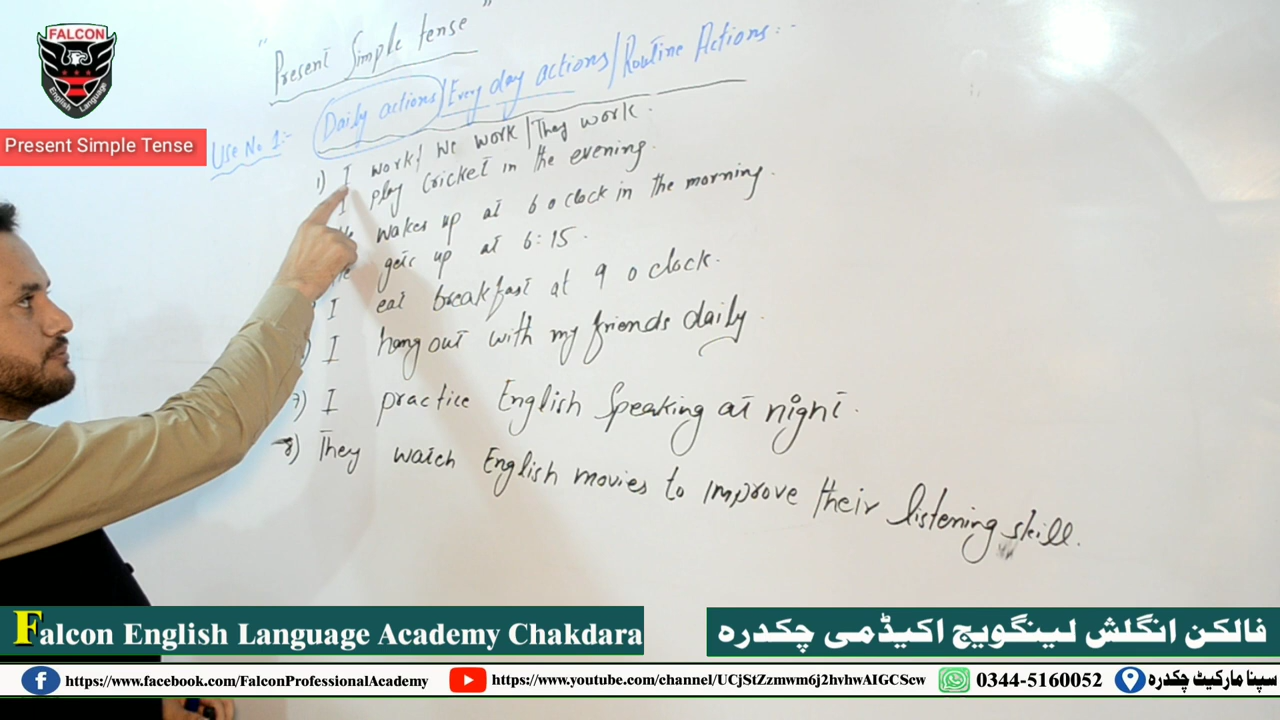 FALCON
English Language
Present Simple Tense
" Present Simple tense "
Use No 1:- Daily actions/Every day actions/Routine Actions:-
1) I work/ We work/They work.
I play Cricket in the evening.
wakes up at 6 o clock in the morning.
gets up at 6:15.
I eat breakfast at 9 o clock.
I hang out with my friends daily.
7) I practice English Speaking at night.
8) They watch English movies to improve their listening skill.
Falcon English Language Academy Chakdara
فالکن انگلش لینگویج اکیڈمی چکدرہ
https://www.facebook.com/FalconProfessionalAcademy
https://www.youtube.com/channel/UCjStZzmwm6j2hvhwAIGCScw
0344-5160052
سپنا مارکیٹ چکدرہ